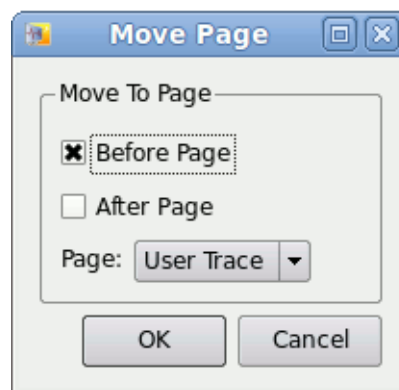 Move Page
Move To Page
Before Page
After Page
Page: User Trace
OK Cancel